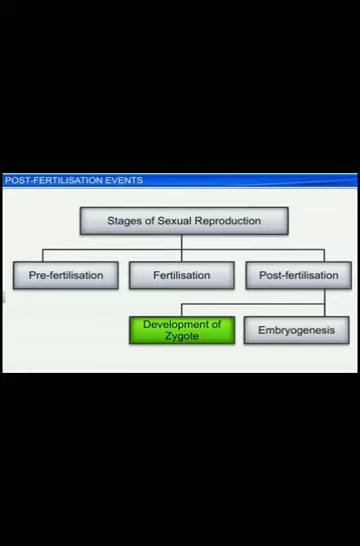 POST-FERTILISATION EVENTS
Stages of Sexual Reproduction
Pre-fertilisation
Fertilisation
Post-fertilisation
Development of
Zygote
Embryogenesis